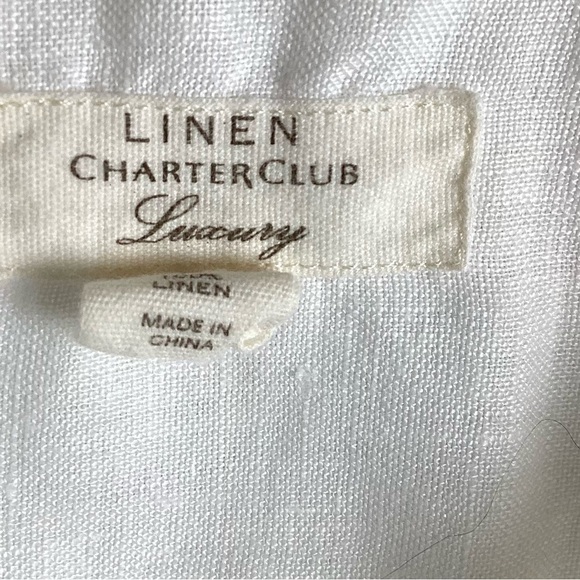 LINEN
CHARTERCLUB
Luxury
LINEN
MADE IN
CHINA